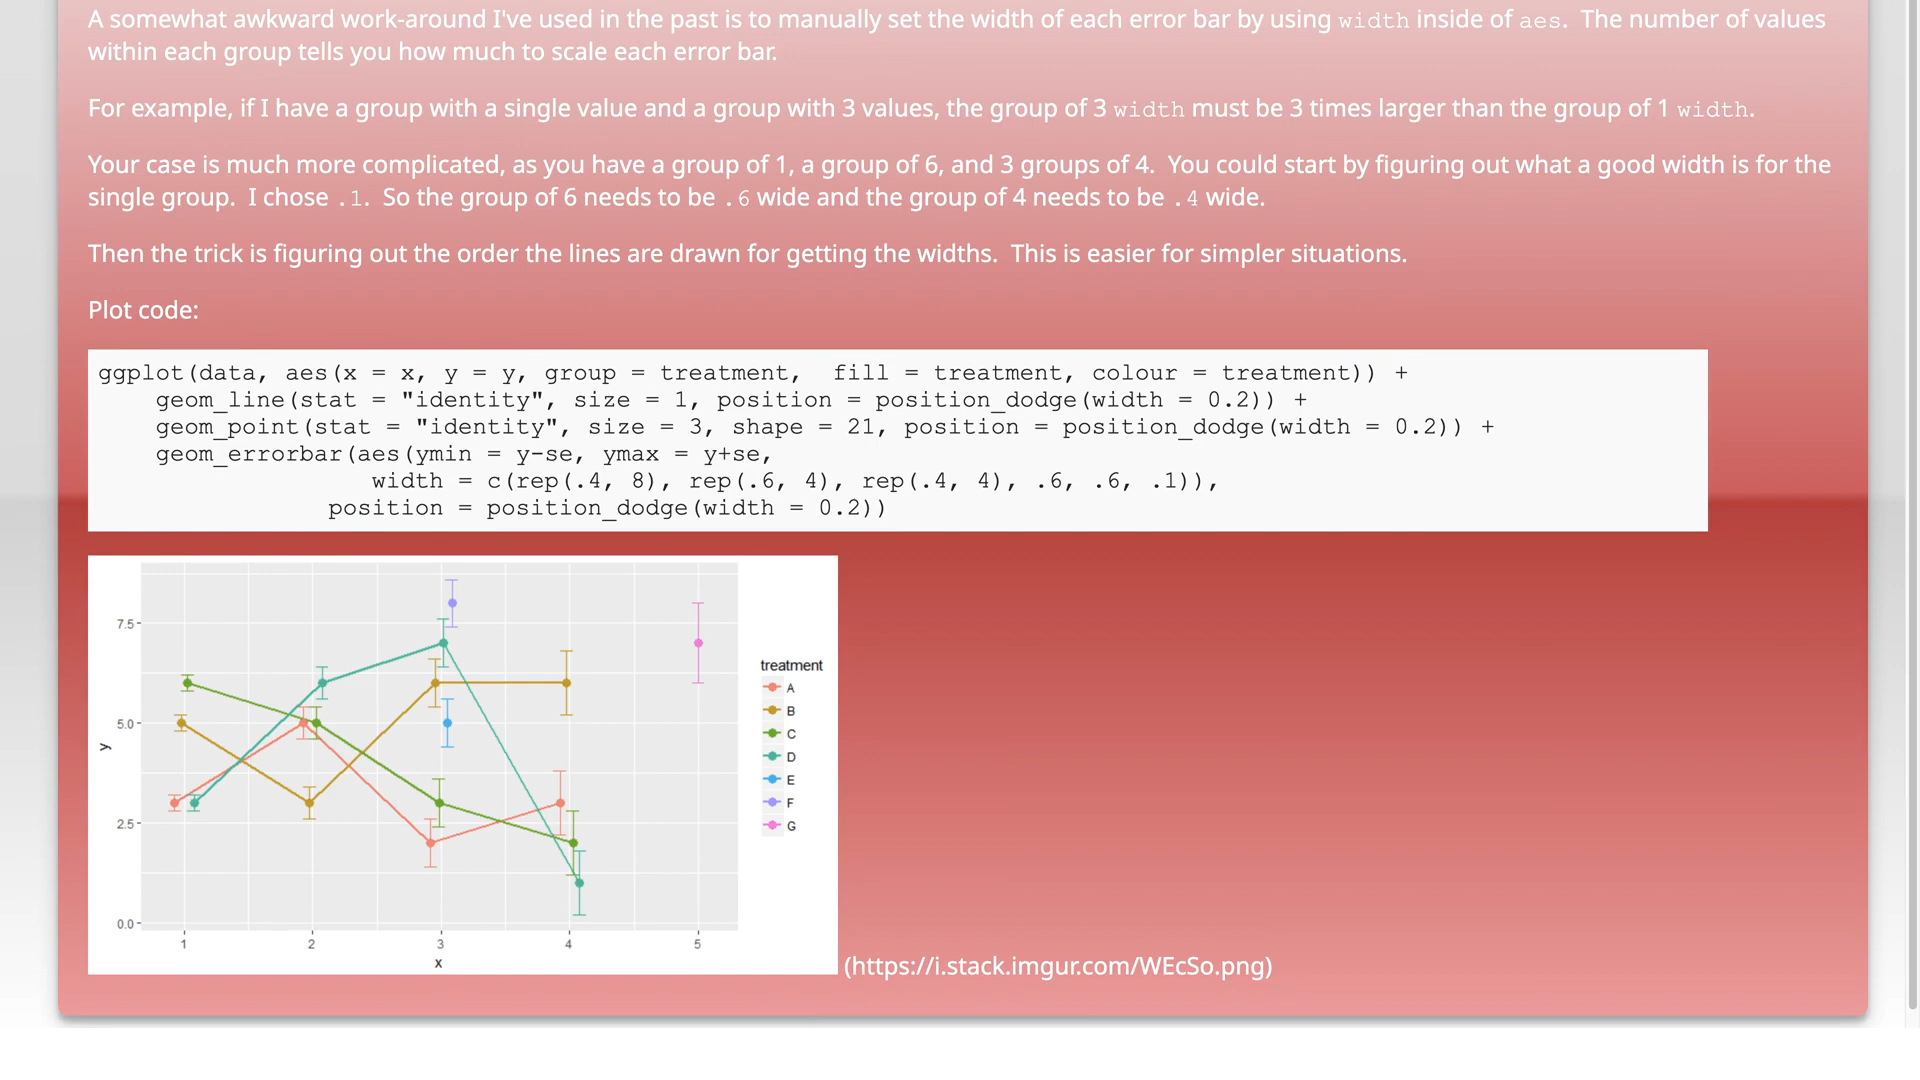 A somewhat awkward work-around I've used in the past is to manually set the width of each error bar by using width inside of aes.  The number of values
within each group tells you how much to scale each error bar.
For example, if I have a group with a single value and a group with 3 values, the group of 3 width must be 3 times larger than the group of 1 width.
Your case is much more complicated, as you have a group of 1, a group of 6, and 3 groups of 4.  You could start by figuring out what a good width is for the
single group.  I chose .1.  So the group of 6 needs to be .6 wide and the group of 4 needs to be .4 wide.
Then the trick is figuring out the order the lines are drawn for getting the widths.  This is easier for simpler situations.
Plot code:
ggplot(data, aes(x = x, y = y, group = treatment,  fill = treatment, colour = treatment)) +
    geom_line(stat = "identity", size = 1, position = position_dodge(width = 0.2)) +
    geom_point(stat = "identity", size = 3, shape = 21, position = position_dodge(width = 0.2)) +
    geom_errorbar(aes(ymin = y-se, ymax = y+se,
                   width = c(rep(.4, 8), rep(.6, 4), rep(.4, 4), .6, .6, .1)),
                position = position_dodge(width = 0.2))
7.5
5.0
2.5
0.0
y
1 2 3 4 5
x
treatment
A
B
C
D
E
F
G
(https://i.stack.imgur.com/WEcSo.png)